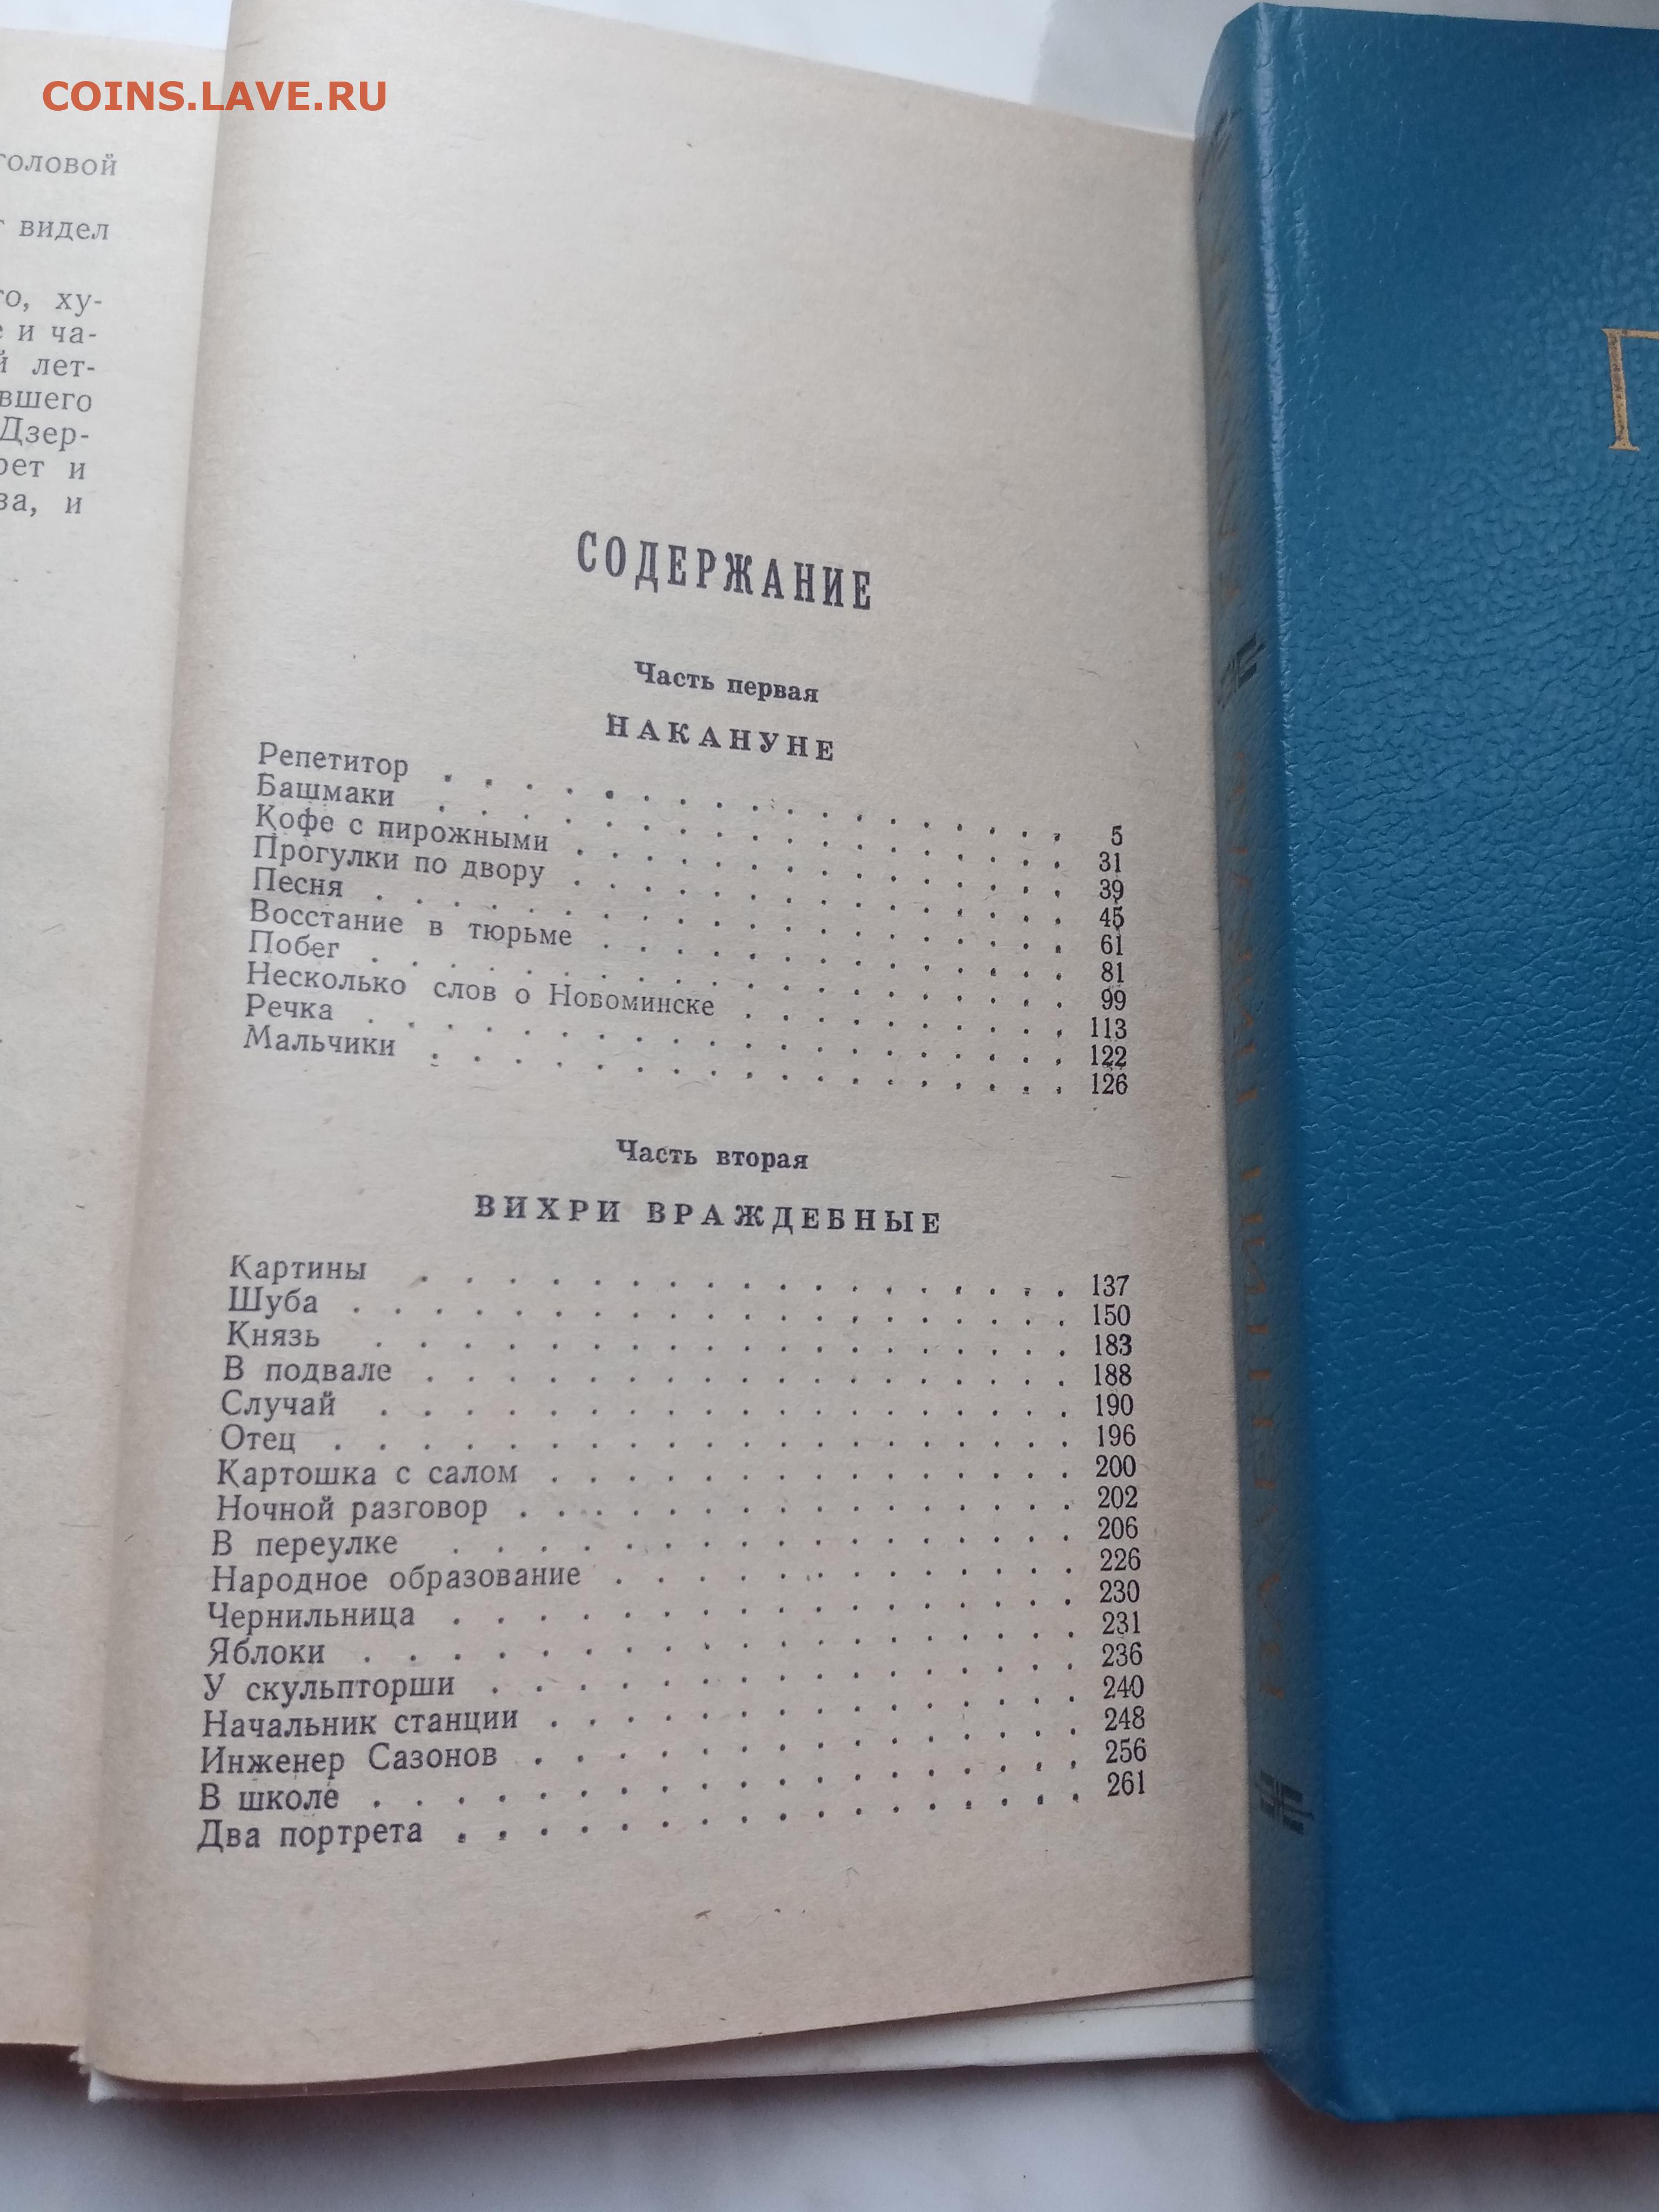 COINS.LAVE.RU
головой
видел
ху-
и ча-
лет-
вшего
Дзер-
и
и
СОДЕРЖАНИЕ
Часть первая
НАКАНУНЕ
Репетитор . . . . . . . . . . . . . . . 5
Башмаки . . . . . . . . . . . . . . . 31
Кофе с пирожными . . . . . . . . . . . . 39
Прогулки по двору . . . . . . . . . . . . 45
Песня . . . . . . . . . . . . . . . . 61
Восстание в тюрьме . . . . . . . . . . . 81
Побег . . . . . . . . . . . . . . . . 99
Несколько слов о Новоминске . . . . . . . . 113
Речка . . . . . . . . . . . . . . . . 122
Мальчики . . . . . . . . . . . . . . . 126
Часть вторая
ВИХРИ ВРАЖДЕБНЫЕ
Картины . . . . . . . . . . . . . . . 137
Шуба . . . . . . . . . . . . . . . . 150
Князь . . . . . . . . . . . . . . . . 183
В подвале . . . . . . . . . . . . . . . 188
Случай . . . . . . . . . . . . . . . . 190
Отец . . . . . . . . . . . . . . . . 196
Картошка с салом . . . . . . . . . . . . 200
Ночной разговор . . . . . . . . . . . . 202
В переулке . . . . . . . . . . . . . . 206
Народное образование . . . . . . . . . . 226
Чернильница . . . . . . . . . . . . . . 230
Яблоки . . . . . . . . . . . . . . . . 231
У скульпторши . . . . . . . . . . . . . 236
Начальник станции . . . . . . . . . . . . 240
Инженер Сазонов . . . . . . . . . . . . 248
В школе . . . . . . . . . . . . . . . 256
Два портрета . . . . . . . . . . . . . . 261